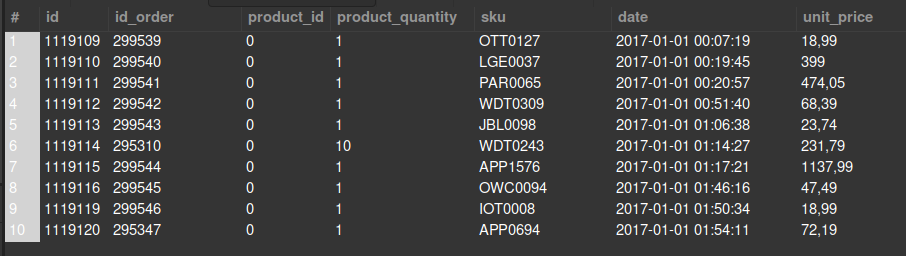 # id id_order product_id product_quantity sku date unit_price
1 1119109 299539 0 1 OTT0127 2017-01-01 00:07:19 18,99
2 1119110 299540 0 1 LGE0037 2017-01-01 00:19:45 399
3 1119111 299541 0 1 PAR0065 2017-01-01 00:20:57 474,05
4 1119112 299542 0 1 WDT0309 2017-01-01 00:51:40 68,39
5 1119113 299543 0 1 JBL0098 2017-01-01 01:06:38 23,74
6 1119114 295310 0 10 WDT0243 2017-01-01 01:14:27 231,79
7 1119115 299544 0 1 APP1576 2017-01-01 01:17:21 1137,99
8 1119116 299545 0 1 OWC0094 2017-01-01 01:46:16 47,49
9 1119119 299546 0 1 IOT0008 2017-01-01 01:50:34 18,99
10 1119120 295347 0 1 APP0694 2017-01-01 01:54:11 72,19